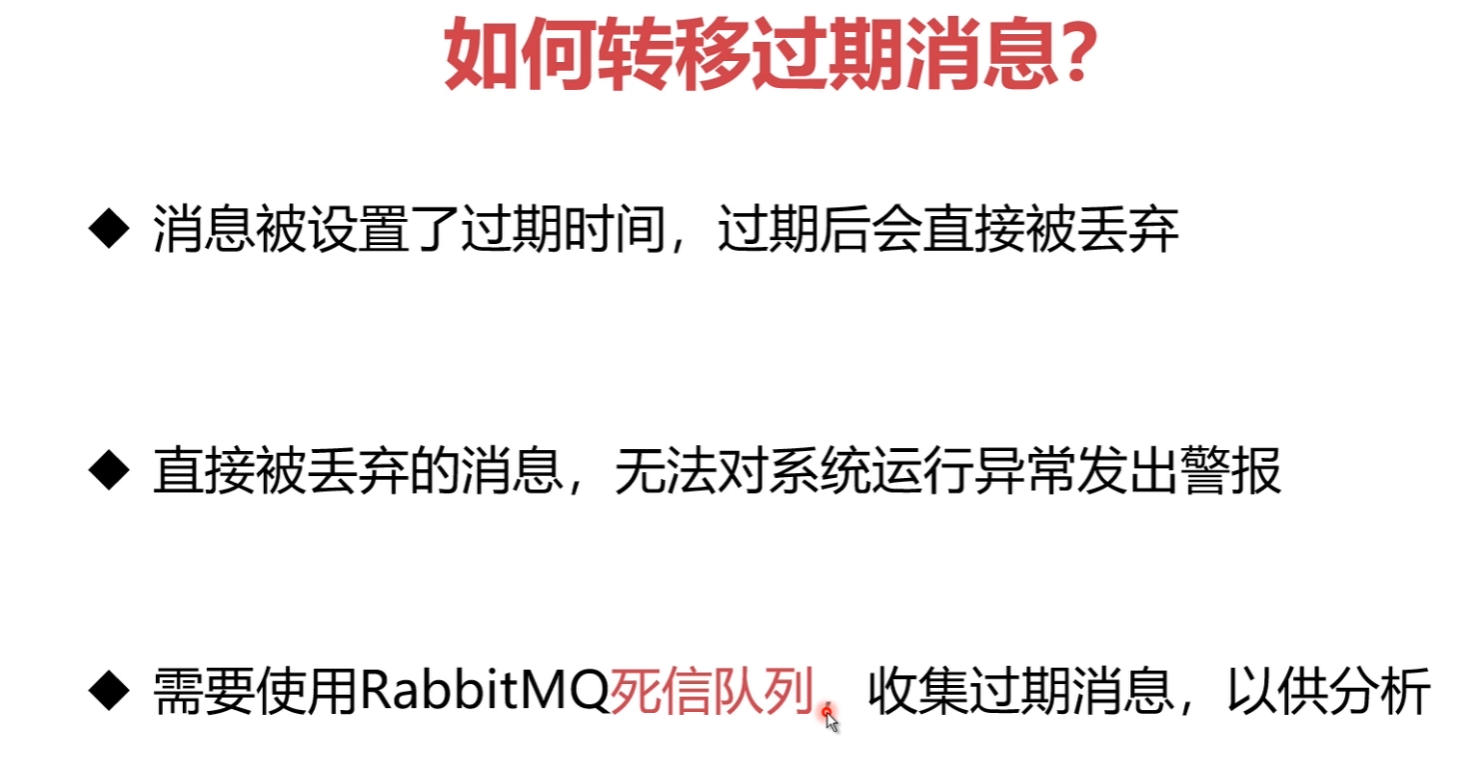 如何转移过期消息？
◆ 消息被设置了过期时间，过期后会直接被丢弃
◆ 直接被丢弃的消息，无法对系统运行异常发出警报
◆ 需要使用RabbitMQ死信队列，收集过期消息，以供分析